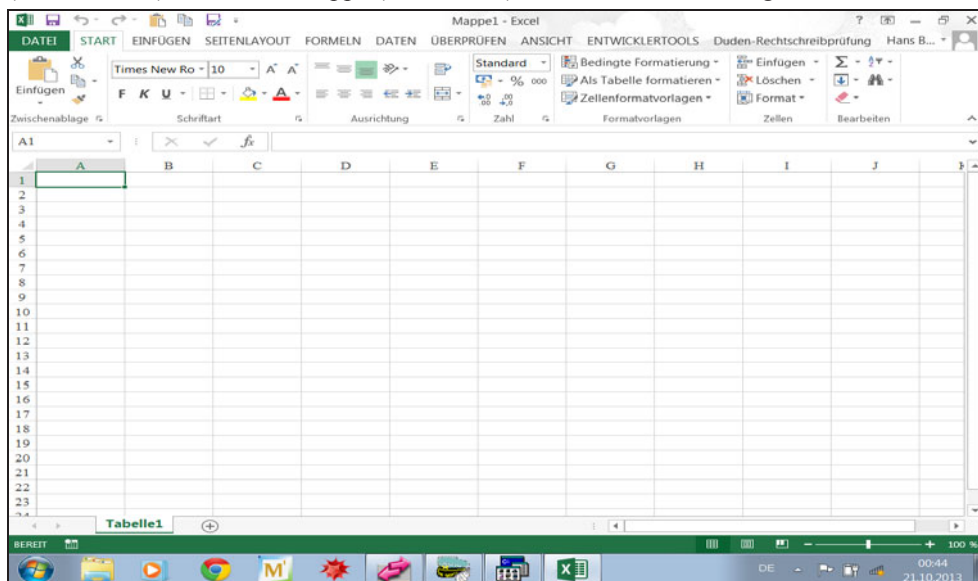 Mappe1 - Excel
DATEI START EINFÜGEN SEITENLAYOUT FORMELN DATEN ÜBERPRÜFEN ANSICHT ENTWICKLERTOOLS Duden-Rechtschreibprüfung Hans B...
Einfügen
Times New Ro 10
F K U
Standard
% 000
Bedingte Formatierung
Als Tabelle formatieren
Zellenformatvorlagen
Einfügen
Löschen
Format
Zwischenablage Schriftart Ausrichtung Zahl Formatvorlagen Zellen Bearbeiten
A1 fx
A B C D E F G H I J
1
2
3
4
5
6
7
8
9
10
11
12
13
14
15
16
17
18
19
20
21
22
23
Tabelle1
BEREIT 100 %
DE 00:44
21.10.2013